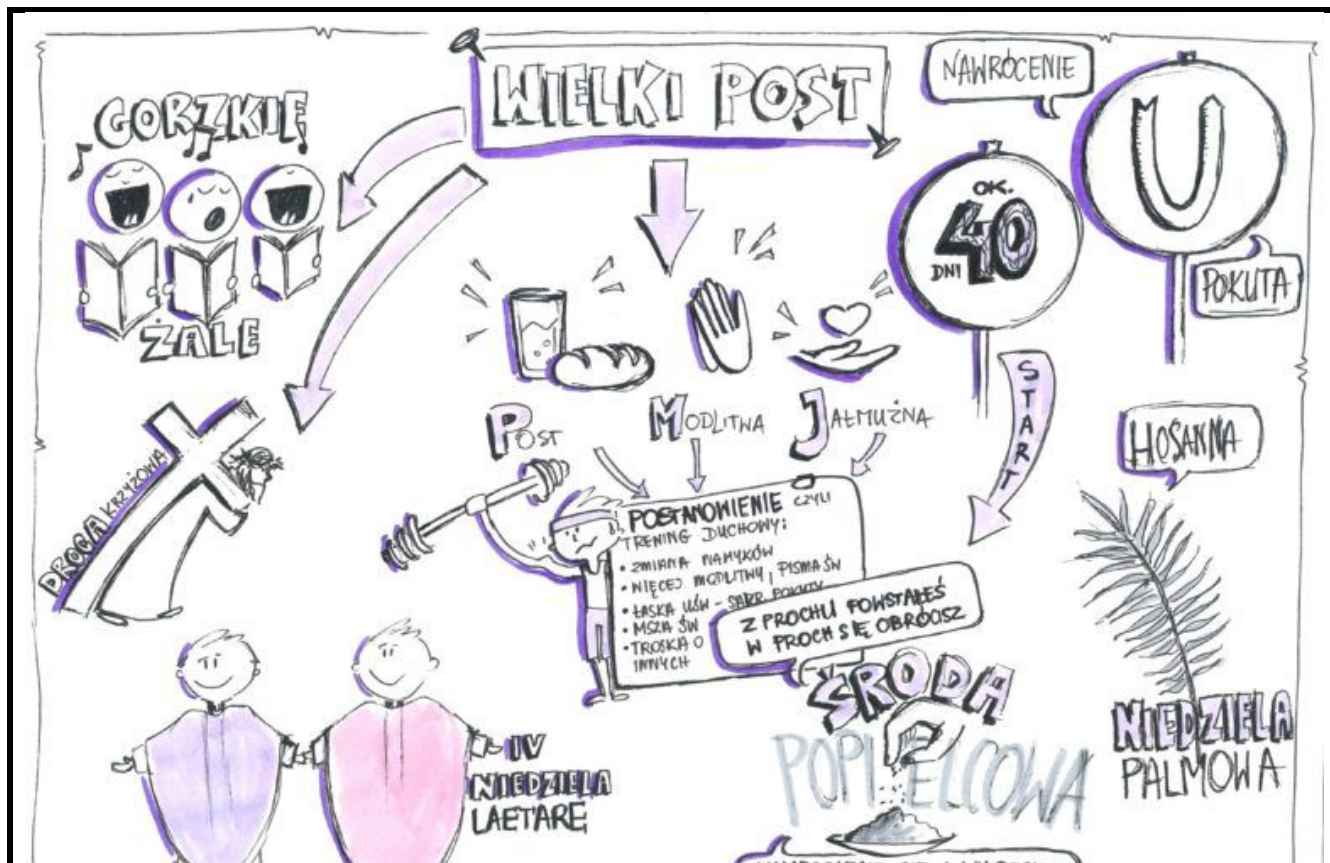 WIELKI POST
GORZKIE
ŻALE
DROGA KRZYŻOWA
NAWRÓCENIE
U
POKUTA
OK.
40
DNI
START
POST
MODLITWA
JAŁMUŻNA
POSTANOWIENIE CZYLI
TRENING DUCHOWY:
• ZMIANA NAWYKÓW
• WIĘCEJ MODLITWY, PISMA ŚW
• ŁASKA UŚW - SAKR. POKUTY
• MSZA ŚW
• TROSKA O
INNYCH
Z PROCHU POWSTAŁEŚ
W PROCH SIĘ OBRÓCISZ
ŚRODA
POPIELCOWA
HOSANNA
NIEDZIELA
PALMOWA
IV
NIEDZIELA
LAETARE